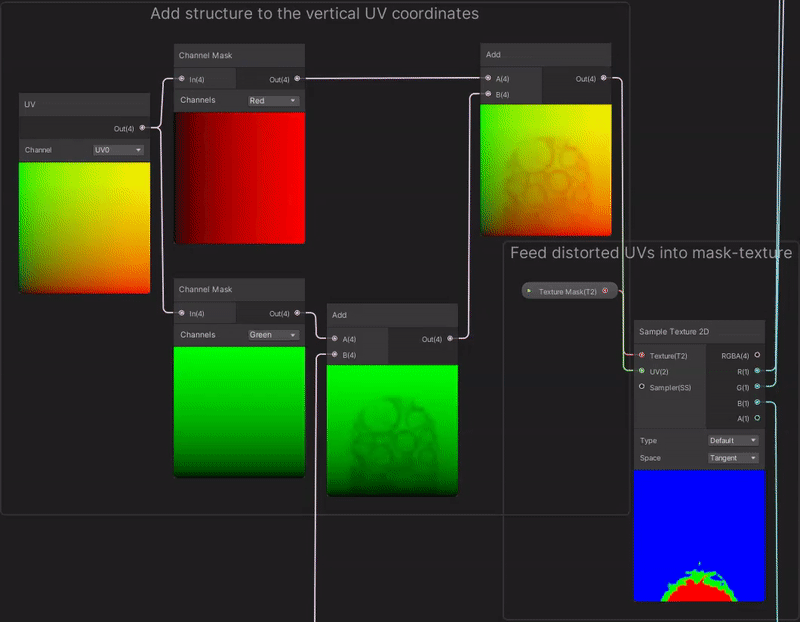 Add structure to the vertical UV coordinates
Channel Mask
In(4) Out(4)
Channels Red
Add
A(4) Out(4)
B(4)
UV
Out(4)
Channel UV0
Feed distorted UVs into mask-texture
Texture Mask(T2)
Channel Mask
In(4) Out(4)
Channels Green
Add
A(4) Out(4)
B(4)
Sample Texture 2D
Texture(T2) RGBA(4)
UV(2) R(1)
Sampler(SS) G(1)
B(1)
A(1)
Type Default
Space Tangent